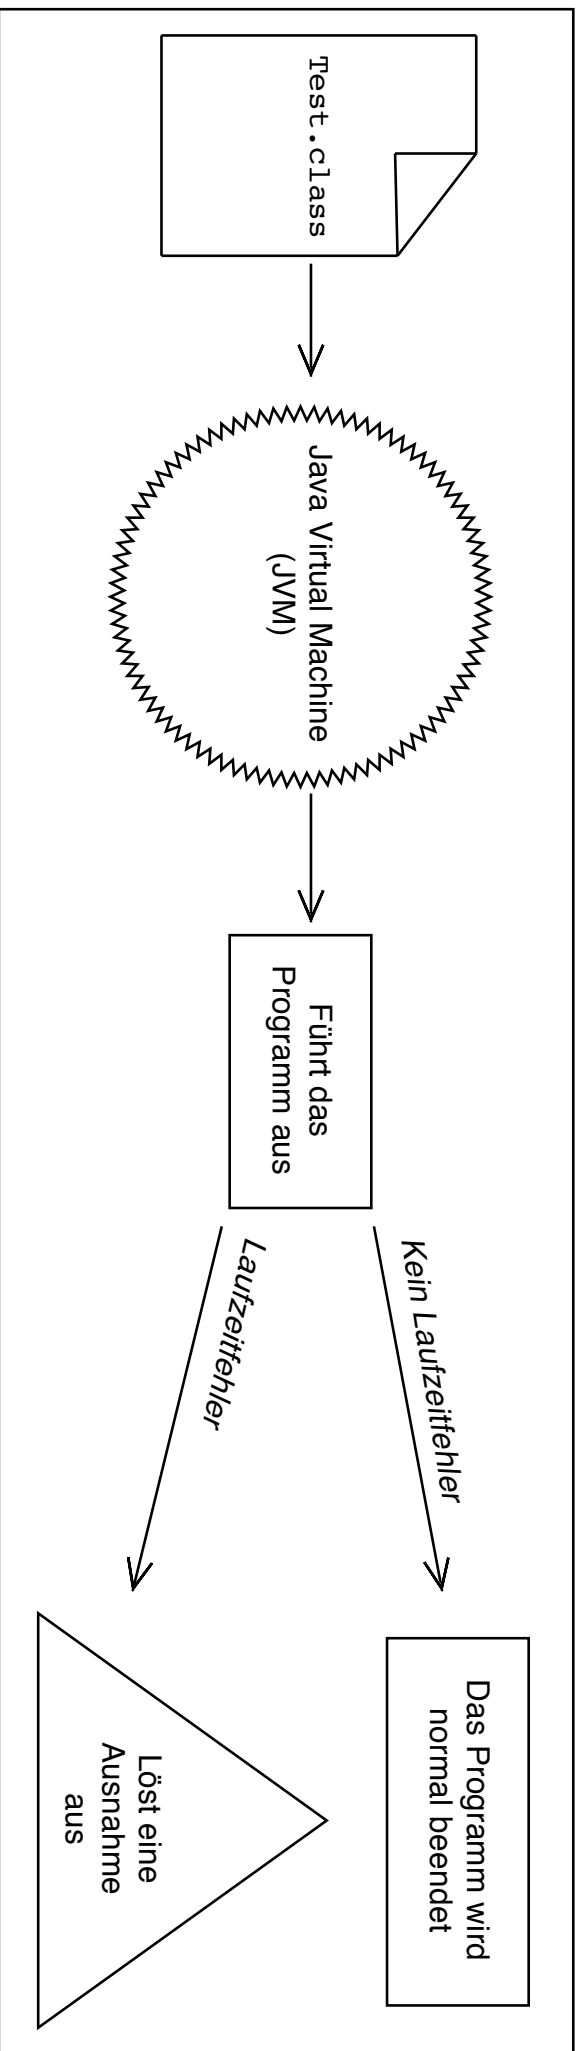 Test.class
Java Virtual Machine
(JVM)
Führt das
Programm aus
Kein Laufzeitfehler
Laufzeitfehler
Das Programm wird
normal beendet
Löst eine
Ausnahme
aus